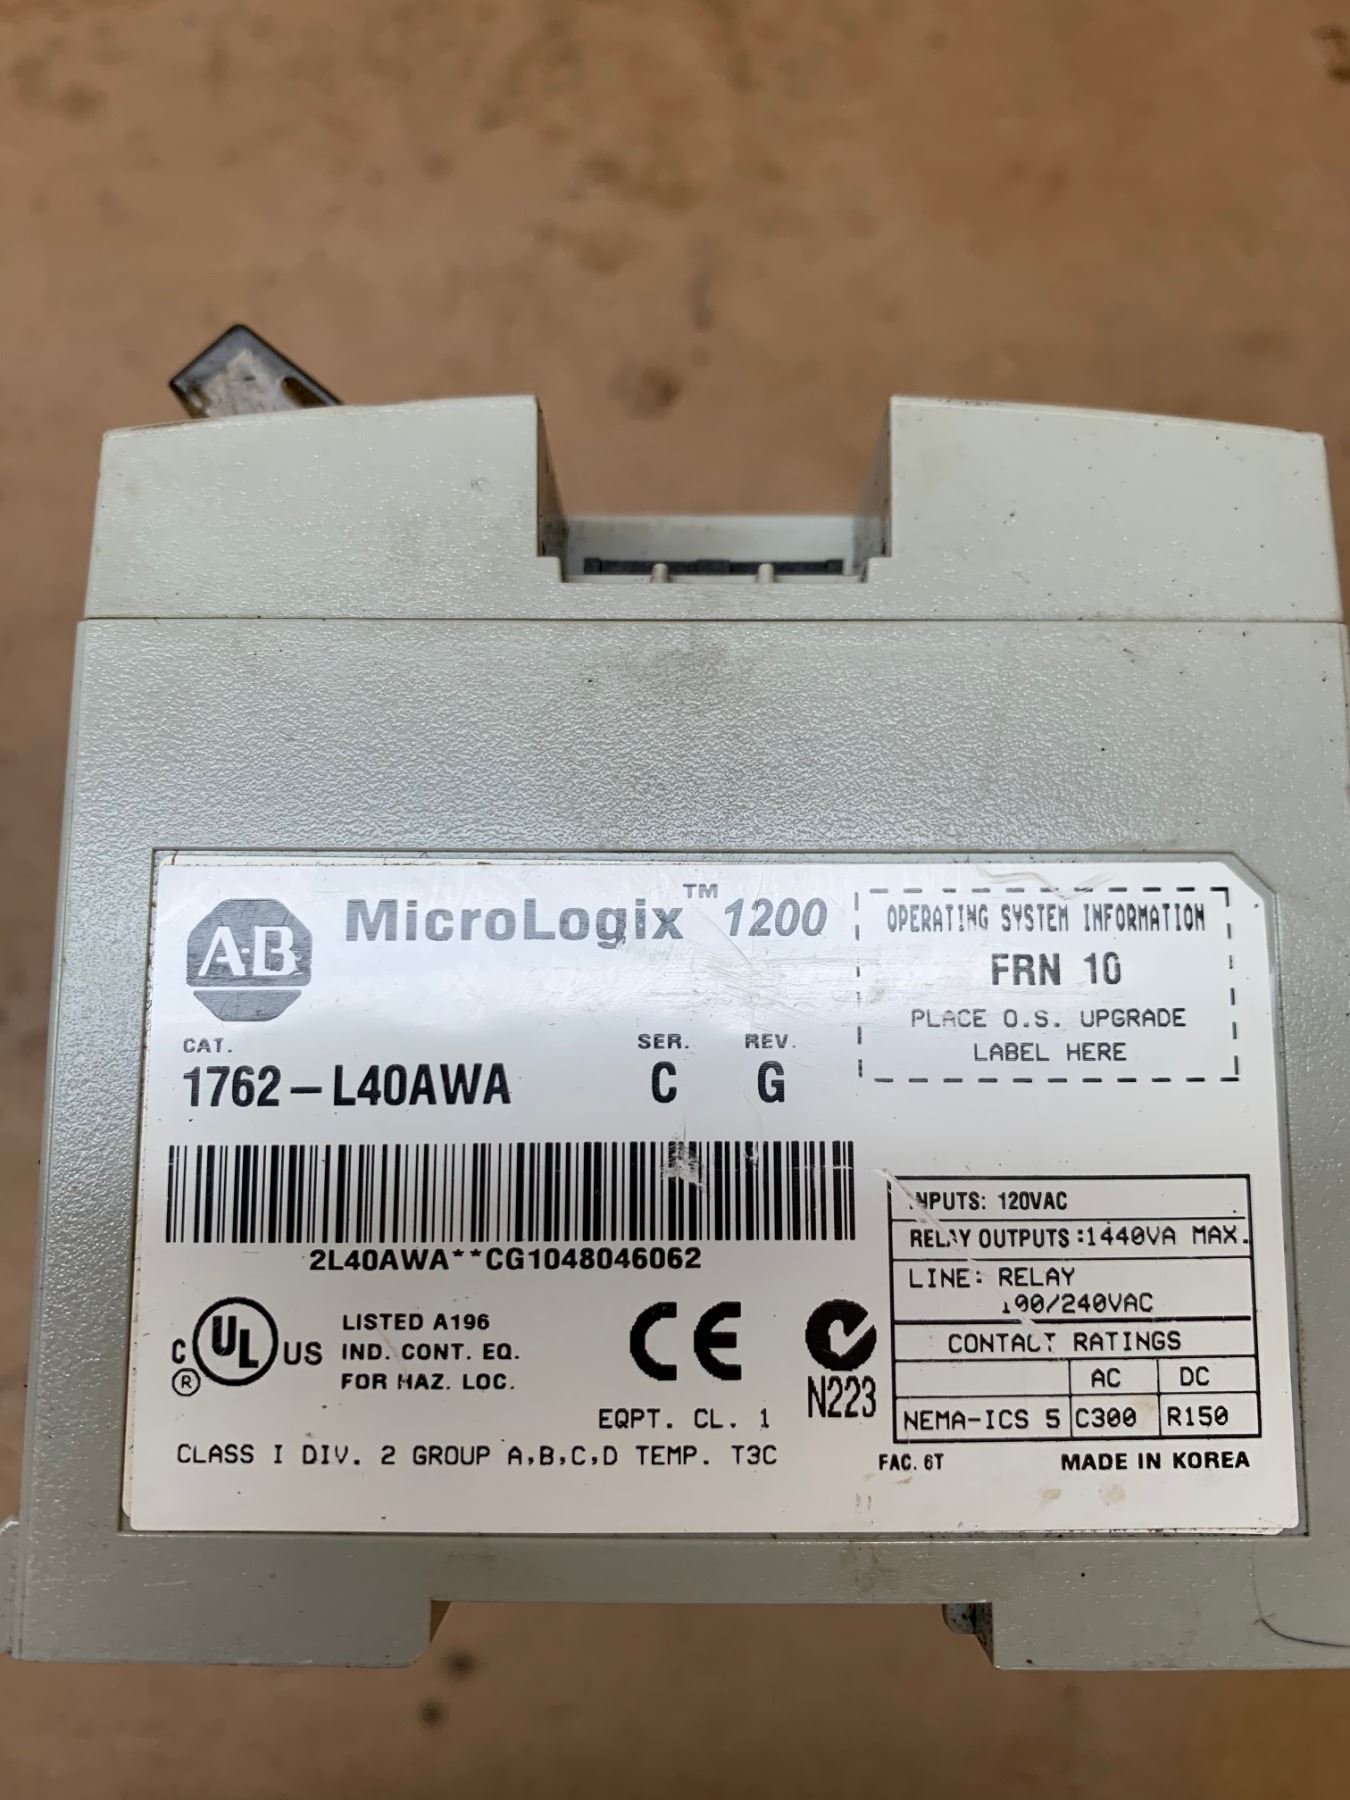 A-B
MicroLogix™ 1200
OPERATING SYSTEM INFORMATION
FRN 10
PLACE O.S. UPGRADE
LABEL HERE
CAT. SER. REV.
1762-L40AWA C G
2L40AWA**CG1048046062
INPUTS: 120VAC
RELAY OUTPUTS:1440VA MAX.
LINE: RELAY
100/240VAC
CONTACT RATINGS
AC DC
NEMA-ICS 5 C300 R150
C UL US
®
LISTED A196
IND. CONT. EQ.
FOR HAZ. LOC.
CE
N223
EQPT. CL. 1
CLASS I DIV. 2 GROUP A,B,C,D TEMP. T3C
FAC. 6T MADE IN KOREA